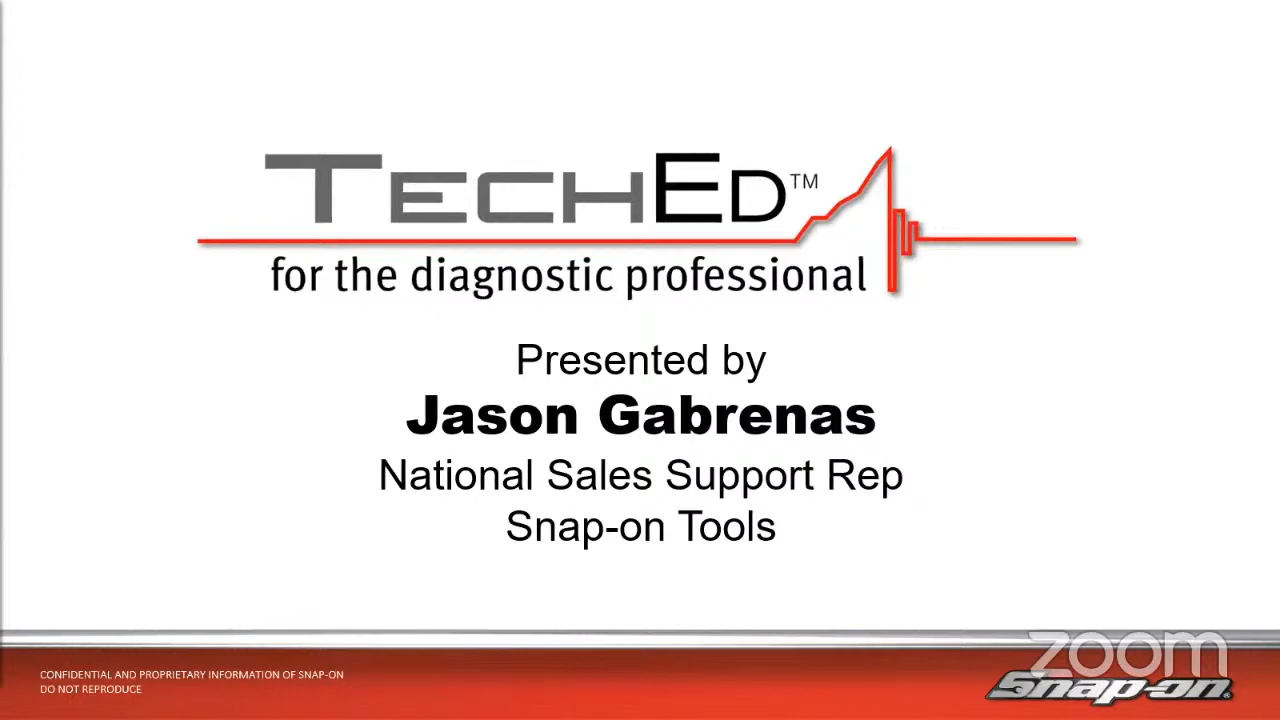 TECHED™
for the diagnostic professional
Presented by
Jason Gabrenas
National Sales Support Rep
Snap-on Tools
CONFIDENTIAL AND PROPRIETARY INFORMATION OF SNAP-ON
DO NOT REPRODUCE
zoom
Snap-on®